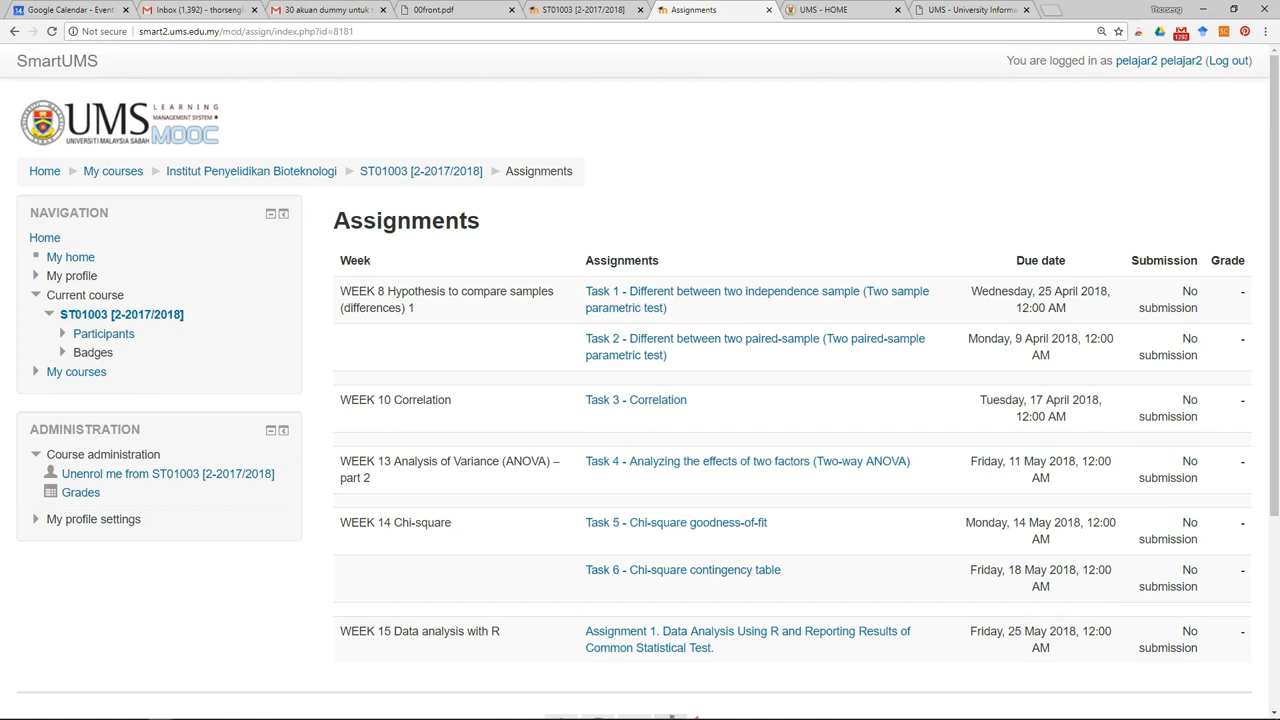 Google Calendar - Event
Inbox (1,392) - thorsengl
30 akuan dummy untuk t
00front.pdf
ST01003 [2-2017/2018]
Assignments
UMS - HOME
UMS - University Informa
Thorseng
Not secure
smart2.ums.edu.my/mod/assign/index.php?id=8181
1392
SmartUMS
You are logged in as pelajar2 pelajar2 (Log out)
UMS LEARNING
MANAGEMENT SYSTEM
UNIVERSITI MALAYSIA SABAH MOOC
Home My courses Institut Penyelidikan Bioteknologi ST01003 [2-2017/2018] Assignments
NAVIGATION
Home
My home
My profile
Current course
ST01003 [2-2017/2018]
Participants
Badges
My courses
ADMINISTRATION
Course administration
Unenrol me from ST01003 [2-2017/2018]
Grades
My profile settings
Assignments
Week Assignments Due date Submission Grade
WEEK 8 Hypothesis to compare samples
(differences) 1
Task 1 - Different between two independence sample (Two sample
parametric test)
Wednesday, 25 April 2018,
12:00 AM
No
submission
-
Task 2 - Different between two paired-sample (Two paired-sample
parametric test)
Monday, 9 April 2018, 12:00
AM
No
submission
-
WEEK 10 Correlation
Task 3 - Correlation
Tuesday, 17 April 2018,
12:00 AM
No
submission
-
WEEK 13 Analysis of Variance (ANOVA) –
part 2
Task 4 - Analyzing the effects of two factors (Two-way ANOVA)
Friday, 11 May 2018, 12:00
AM
No
submission
-
WEEK 14 Chi-square
Task 5 - Chi-square goodness-of-fit
Monday, 14 May 2018, 12:00
AM
No
submission
-
Task 6 - Chi-square contingency table
Friday, 18 May 2018, 12:00
AM
No
submission
-
WEEK 15 Data analysis with R
Assignment 1. Data Analysis Using R and Reporting Results of
Common Statistical Test.
Friday, 25 May 2018, 12:00
AM
No
submission
-